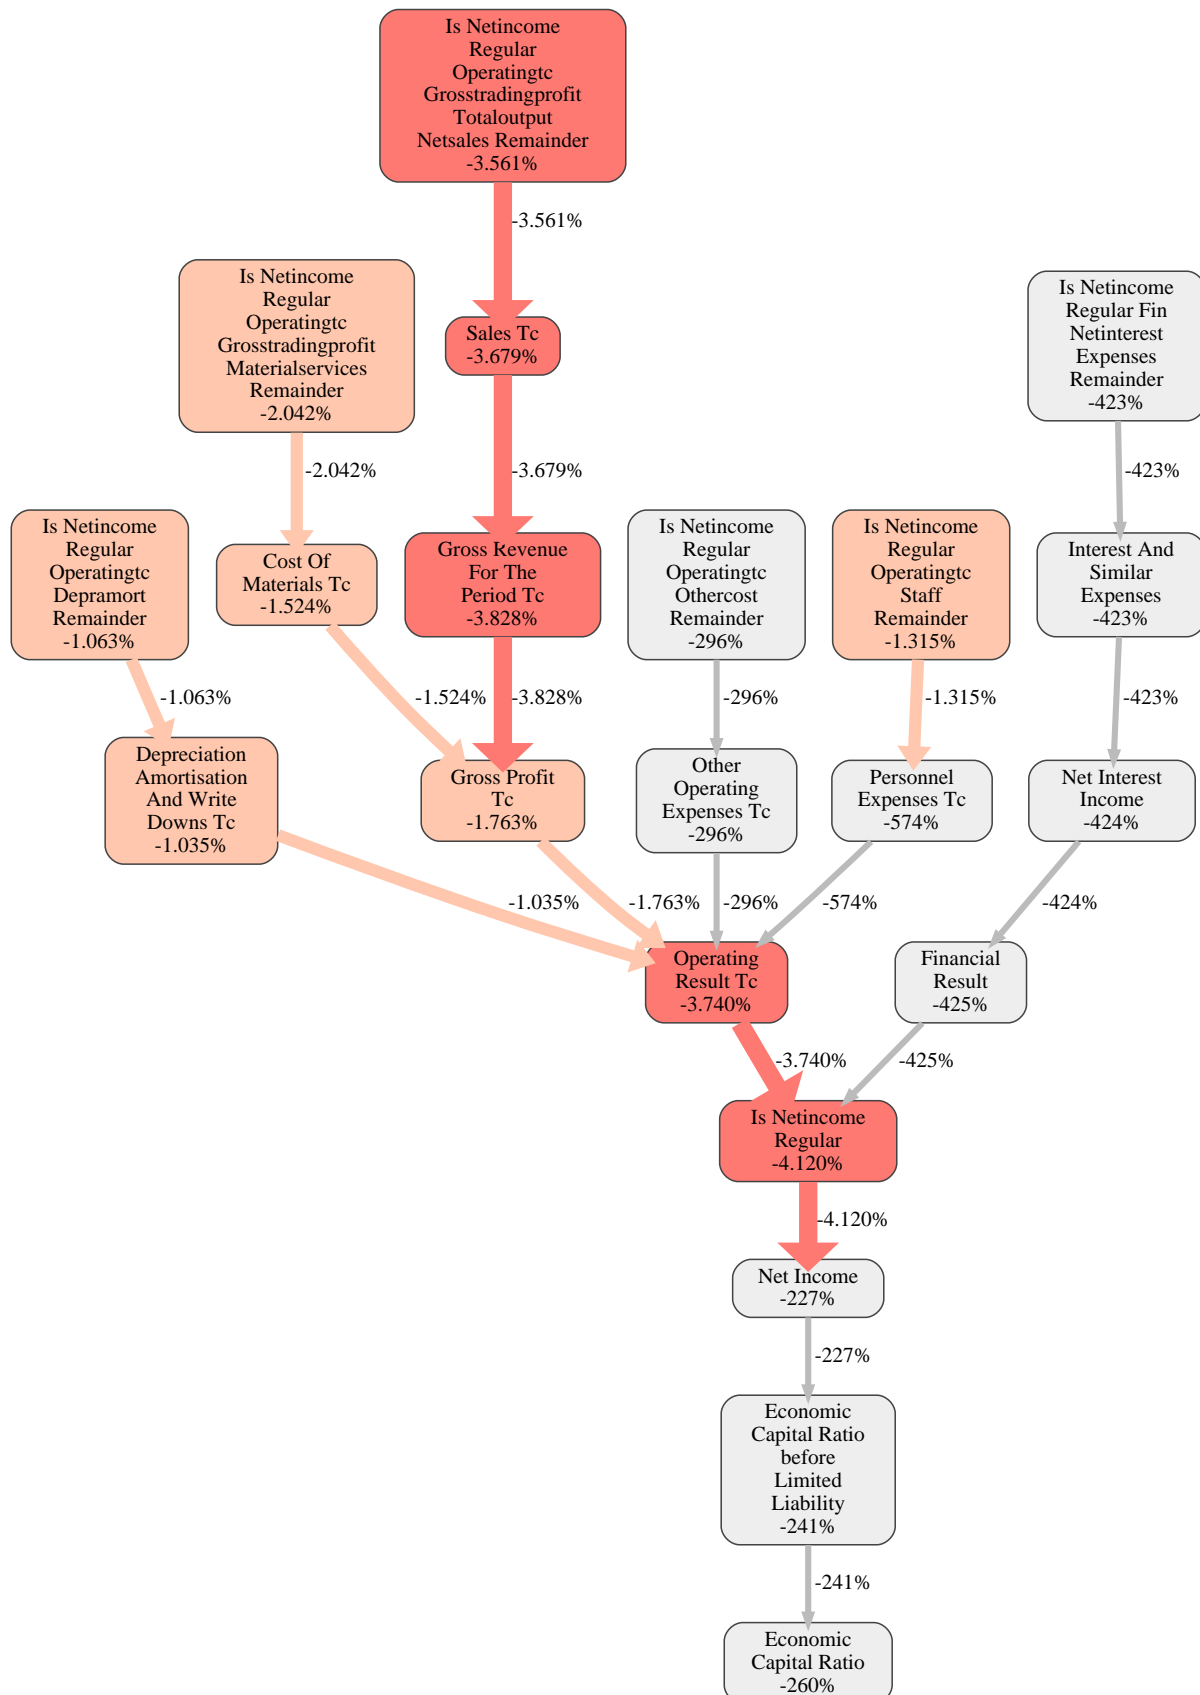 Is Netincome
Regular
Operatingtc
Grosstradingprofit
Totaloutput
Netsales Remainder
-3.561%
-3.561%
Is Netincome
Regular
Operatingtc
Grosstradingprofit
Materialservices
Remainder
-2.042%
Is Netincome
Regular Fin
Netinterest
Expenses
Remainder
-423%
Sales Tc
-3.679%
-2.042%
-3.679%
-423%
Is Netincome
Regular
Operatingtc
Depramort
Remainder
-1.063%
Cost Of
Materials Tc
-1.524%
Gross Revenue
For The
Period Tc
-3.828%
Is Netincome
Regular
Operatingtc
Othercost
Remainder
-296%
Is Netincome
Regular
Operatingtc
Staff
Remainder
-1.315%
Interest And
Similar
Expenses
-423%
-1.063%
-1.524%
-3.828%
-296%
-1.315%
-423%
Depreciation
Amortisation
And Write
Downs Tc
-1.035%
Gross Profit
Tc
-1.763%
Other
Operating
Expenses Tc
-296%
Personnel
Expenses Tc
-574%
Net Interest
Income
-424%
-1.035%
-1.763%
-296%
-574%
-424%
Operating
Result Tc
-3.740%
Financial
Result
-425%
-3.740%
-425%
Is Netincome
Regular
-4.120%
-4.120%
Net Income
-227%
-227%
Economic
Capital Ratio
before
Limited
Liability
-241%
-241%
Economic
Capital Ratio
-260%